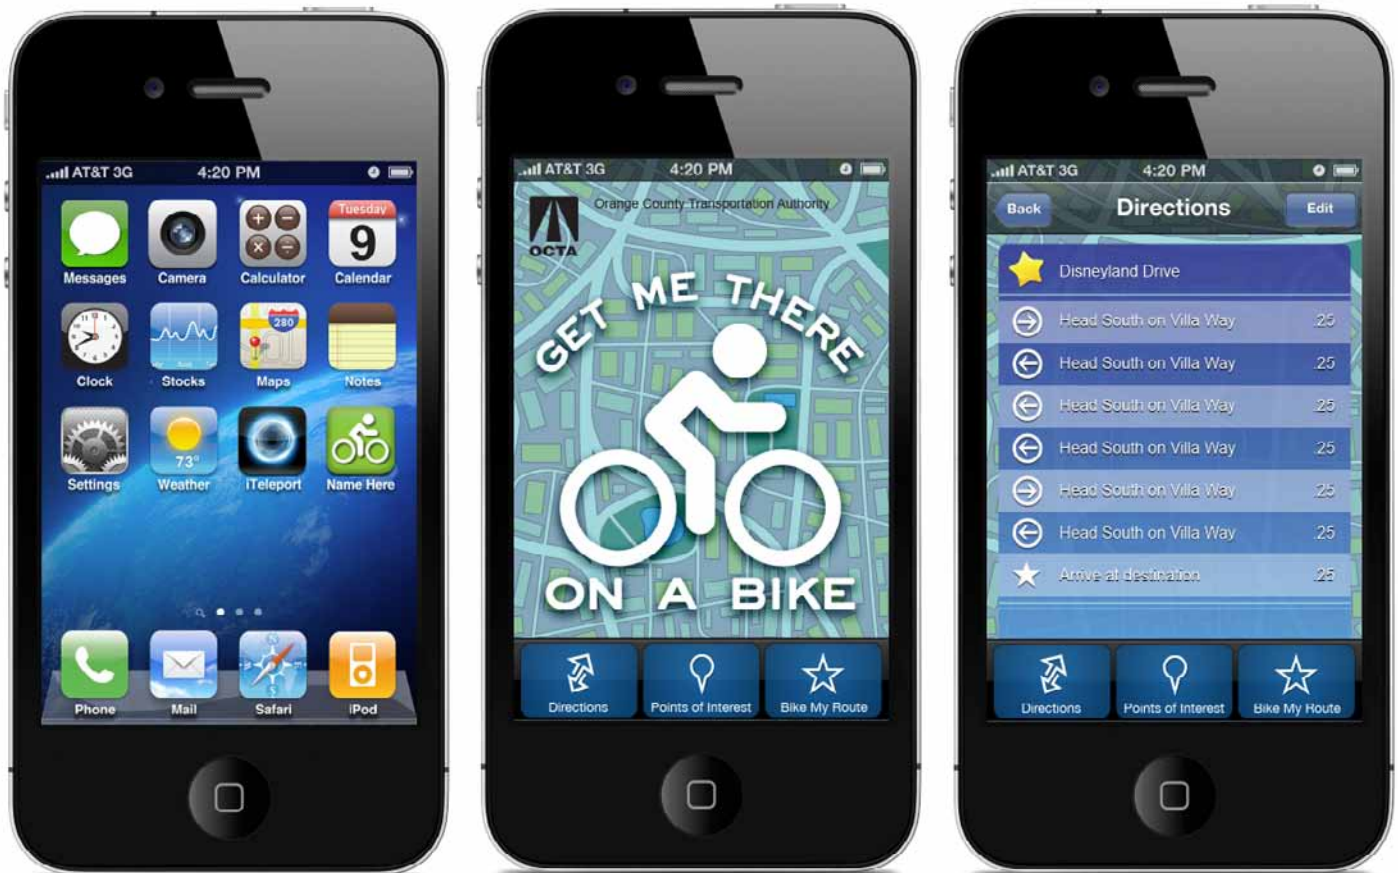 AT&T 3G 4:20 PM
Messages Camera Calculator Tuesday 9 Calendar
Clock Stocks 280 Maps Notes
Settings 73° Weather iTeleport Name Here
Phone Mail Safari iPod
AT&T 3G 4:20 PM
Orange County Transportation Authority
OCTA
GET ME THERE
ON A BIKE
Directions Points of Interest Bike My Route
AT&T 3G 4:20 PM
Back Directions Edit
Disneyland Drive
Head South on Villa Way .25
Head South on Villa Way .25
Head South on Villa Way .25
Head South on Villa Way .25
Head South on Villa Way .25
Head South on Villa Way .25
Arrive at destination .25
Directions Points of Interest Bike My Route